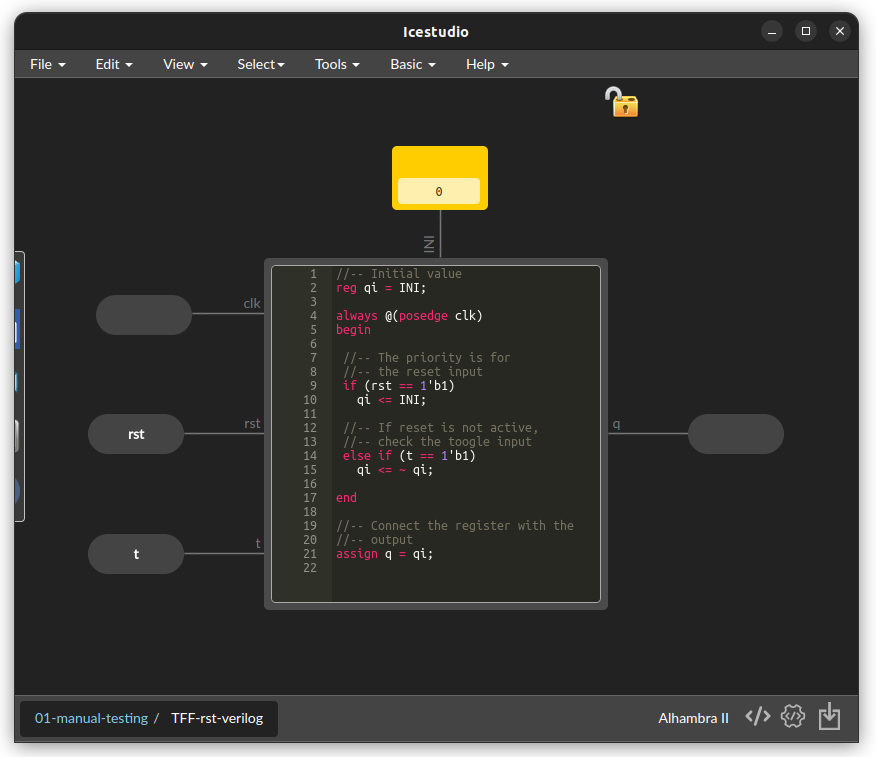 Icestudio
File Edit View Select Tools Basic Help
0
INI
clk
rst
rst
t
t
q
1 //-- Initial value
2 reg qi = INI;
3
4 always @(posedge clk)
5 begin
6
7 //-- The priority is for
8 //-- the reset input
9 if (rst == 1'b1)
10 qi <= INI;
11
12 //-- If reset is not active,
13 //-- check the toogle input
14 else if (t == 1'b1)
15 qi <= ~ qi;
16
17 end
18
19 //-- Connect the register with the
20 //-- output
21 assign q = qi;
22
01-manual-testing / TFF-rst-verilog
Alhambra II